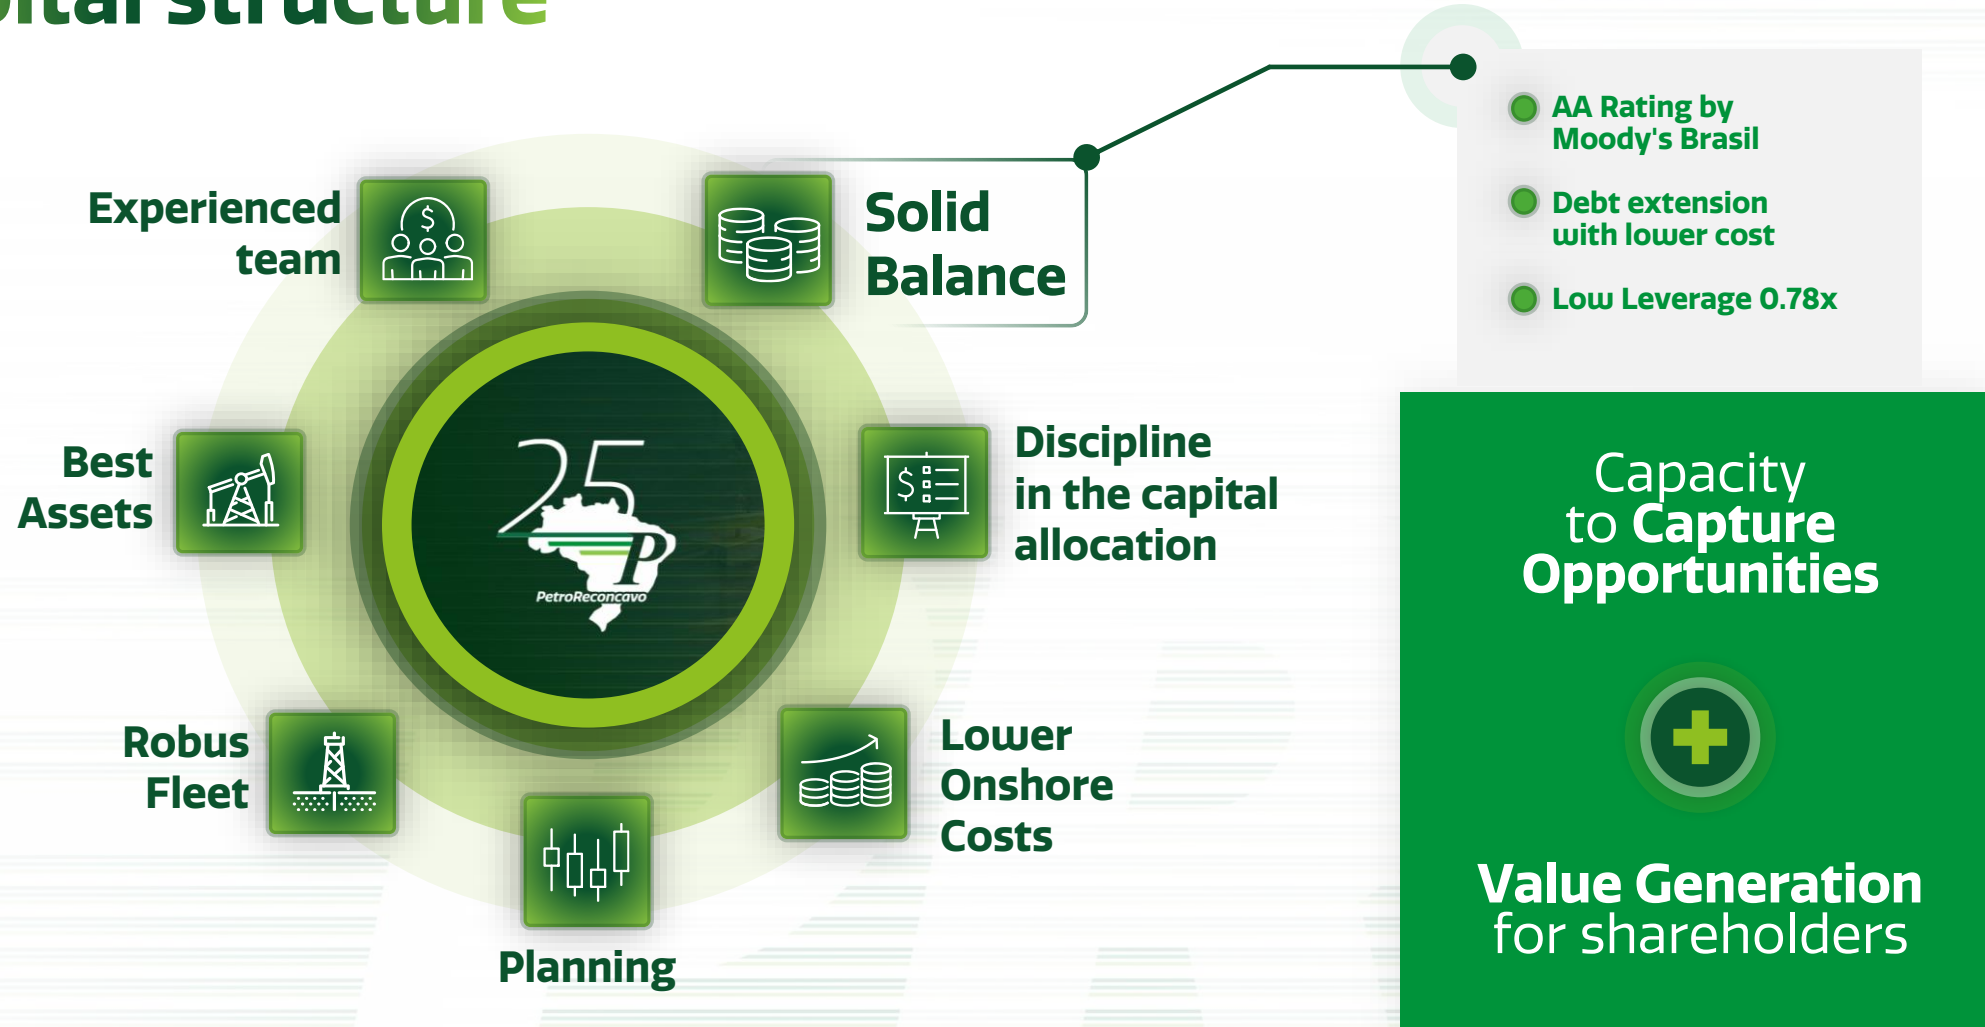 pital structure
Experienced
team
Solid
Balance
AA Rating by
Moody's Brasil
Debt extension
with lower cost
Low Leverage 0.78x
Best
Assets
25
PetroReconcavo
Discipline
in the capital
allocation
Capacity
to Capture
Opportunities
Robus
Fleet
Lower
Onshore
Costs
Planning
Value Generation
for shareholders